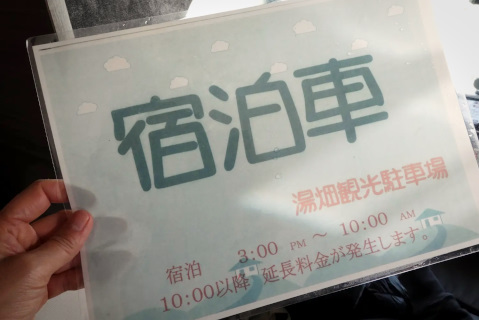 宿泊車
湯畑観光駐車場
宿泊 3:00 PM ～ 10:00 AM
10:00以降 延長料金が発生します。